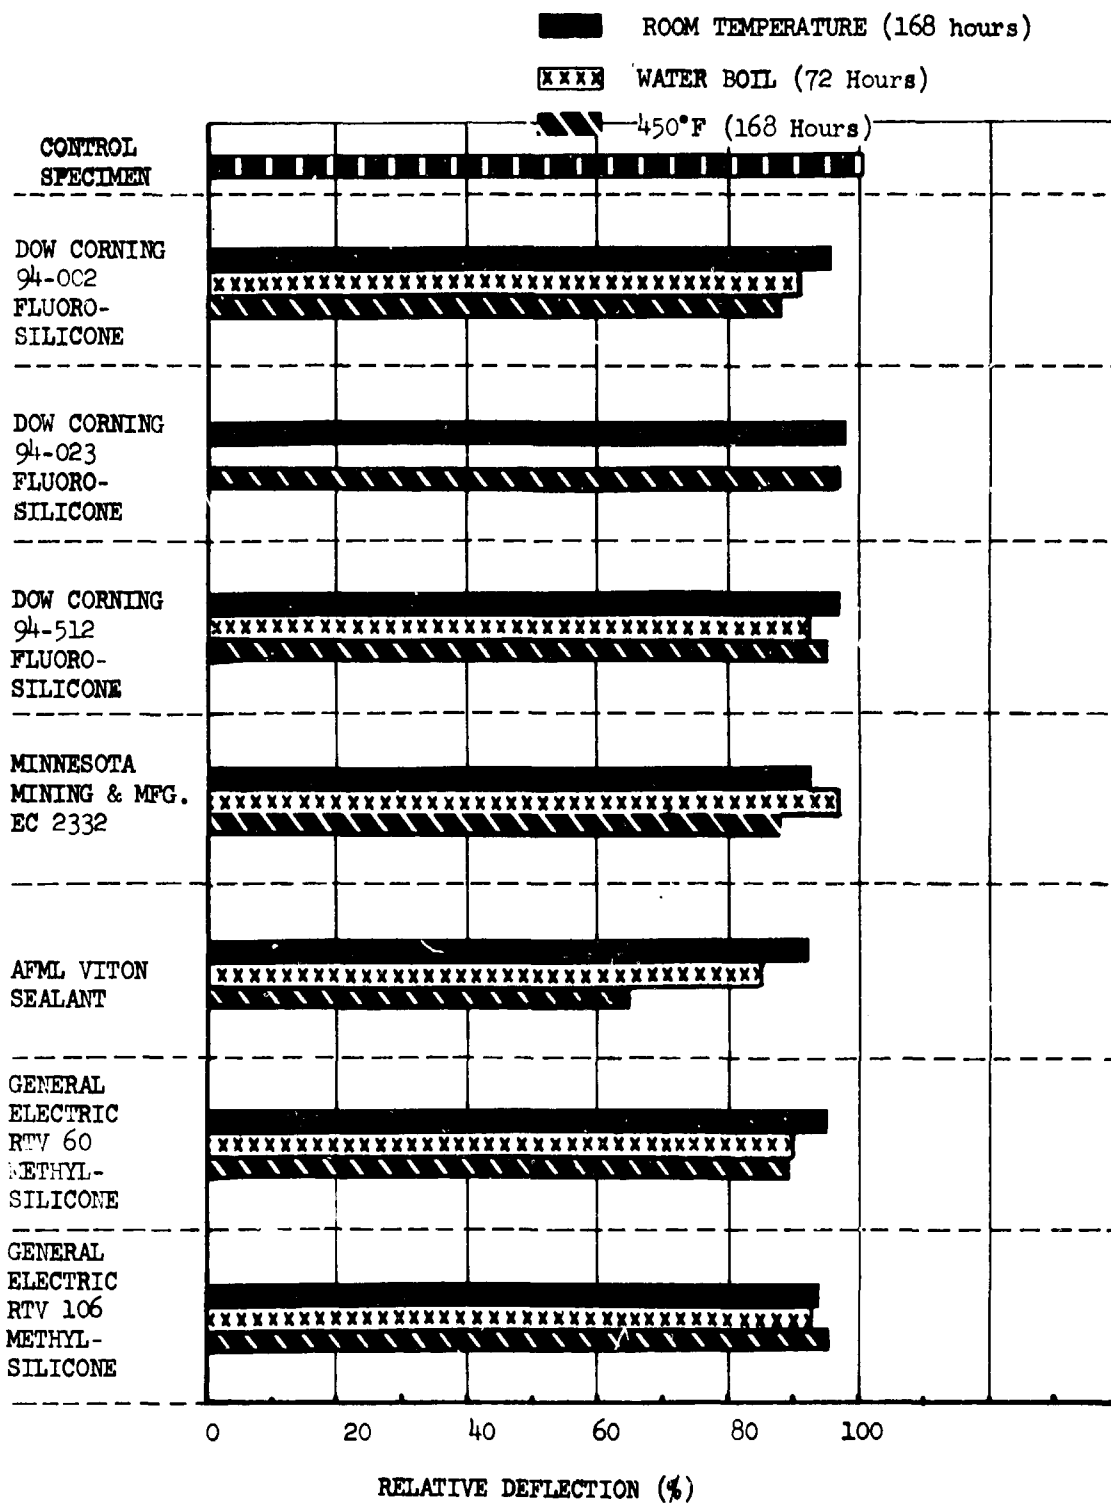 ROOM TEMPERATURE (168 hours)
WATER BOIL (72 Hours)
450°F (168 Hours)
CONTROL
SPECIMEN
DOW CORNING
94-002
FLUORO-
SILICONE
DOW CORNING
94-023
FLUORO-
SILICONE
DOW CORNING
94-512
FLUORO-
SILICONE
MINNESOTA
MINING & MFG.
EC 2332
AFML VITON
SEALANT
GENERAL
ELECTRIC
RTV 60
METHYL-
SILICONE
GENERAL
ELECTRIC
RTV 106
METHYL-
SILICONE
0 20 40 60 80 100
RELATIVE DEFLECTION (%)